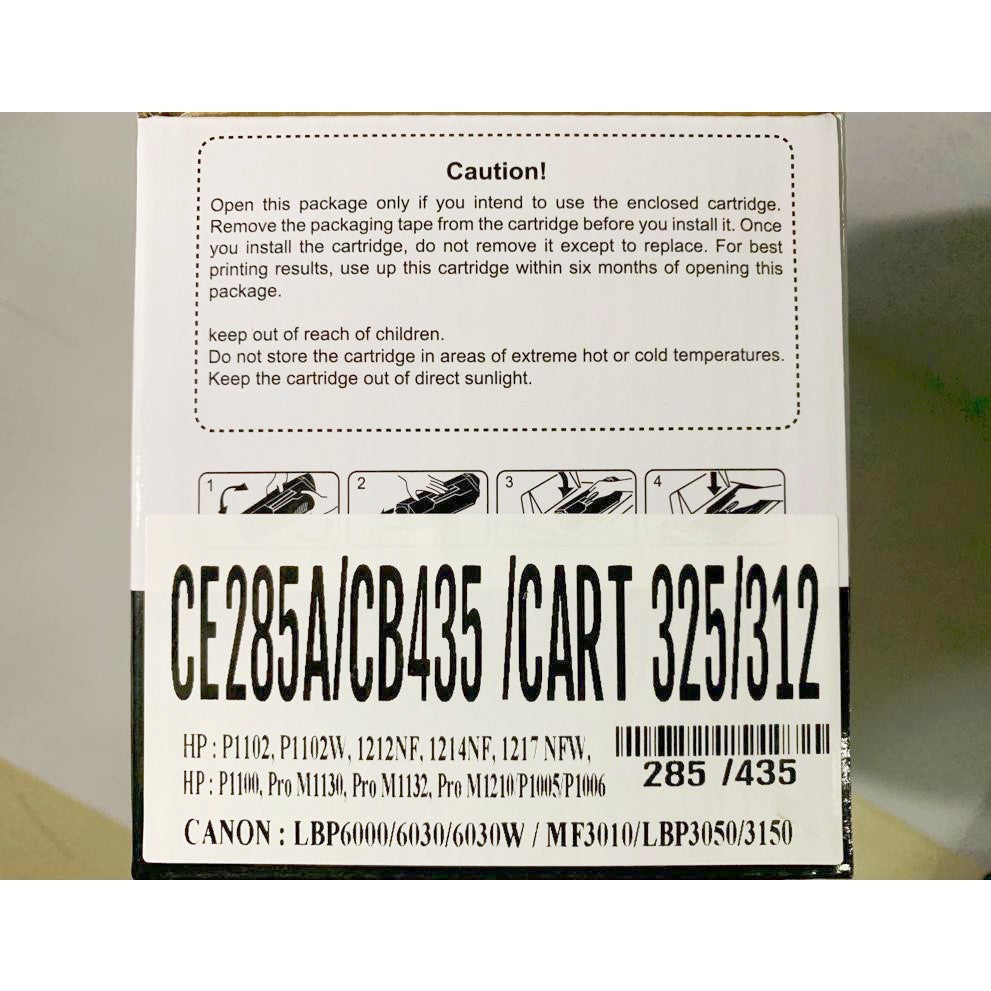 Caution!
Open this package only if you intend to use the enclosed cartridge.
Remove the packaging tape from the cartridge before you install it. Once
you install the cartridge, do not remove it except to replace. For best
printing results, use up this cartridge within six months of opening this
package.
keep out of reach of children.
Do not store the cartridge in areas of extreme hot or cold temperatures.
Keep the cartridge out of direct sunlight.
1 2 3 4
CE285A/CB435 /CART 325/312
HP : P1102, P1102W, 1212NF, 1214NF, 1217 NFW,
HP : P1100, Pro M1130, Pro M1132, Pro M1210/P1005/P1006
285 /435
CANON : LBP6000/6030/6030W / MF3010/LBP3050/3150